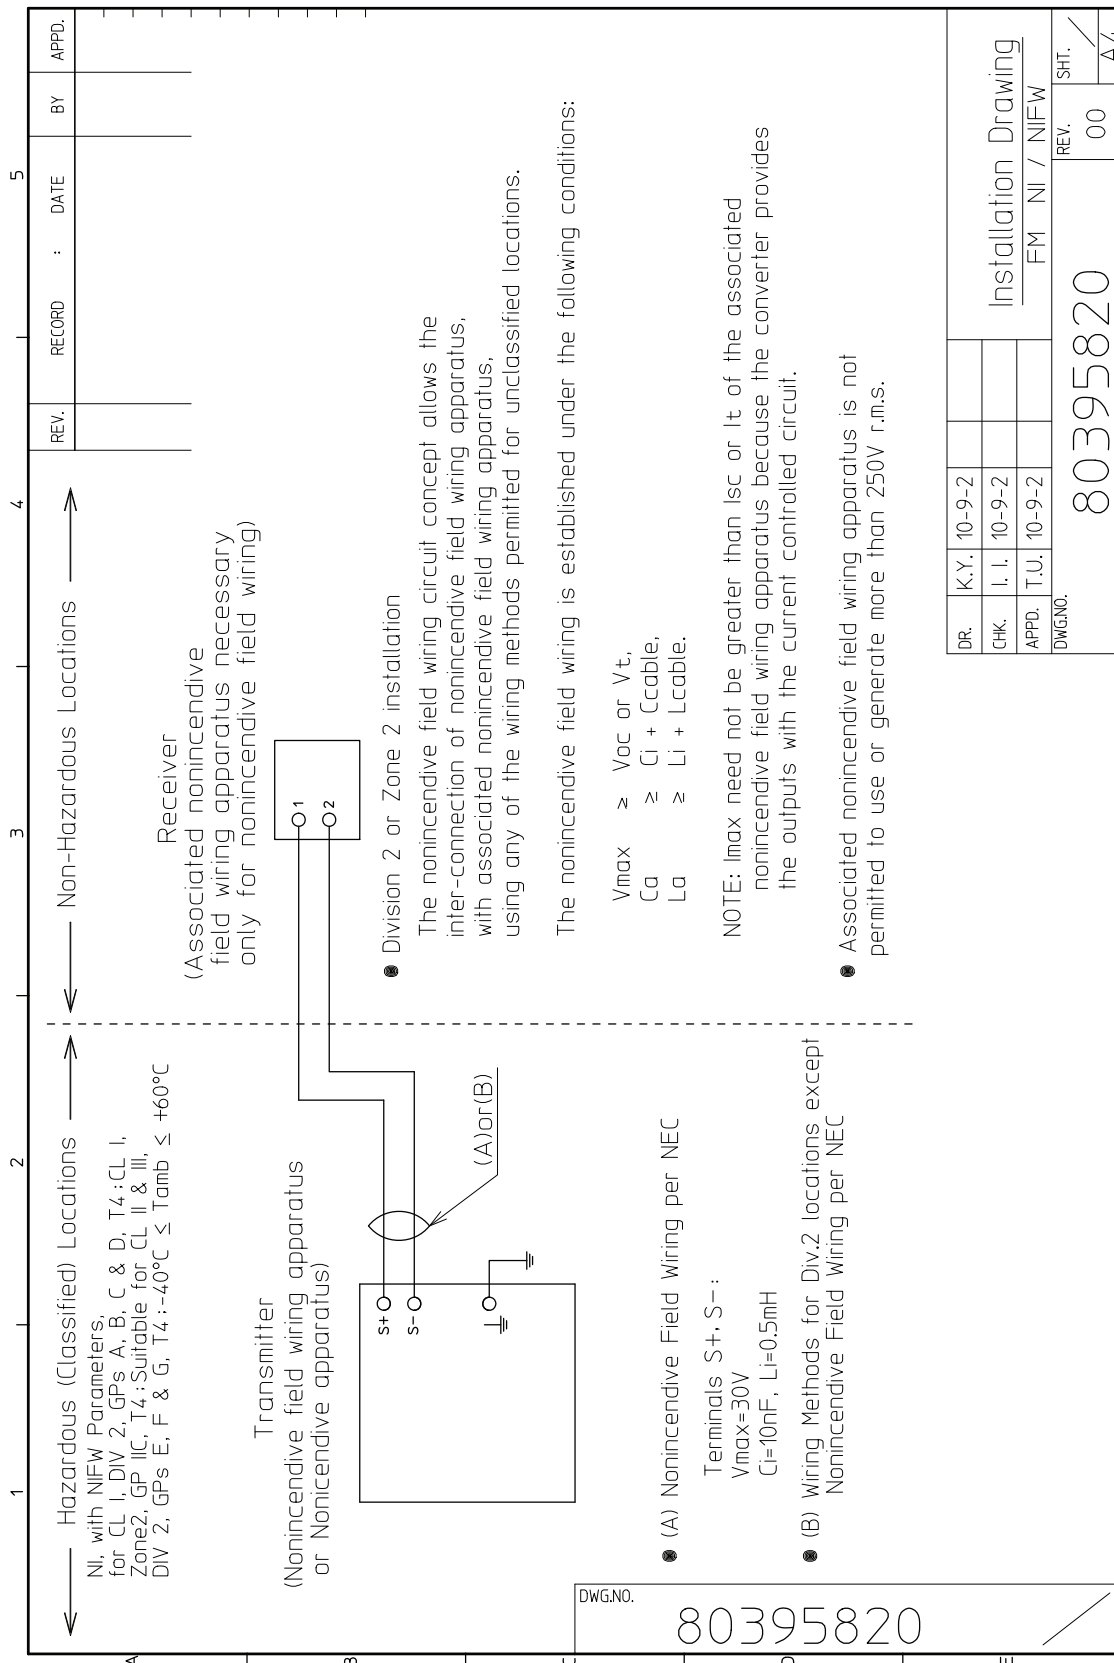 1
2
3
4
5
REV.
RECORD : DATE
BY
APPD.
Hazardous (Classified) Locations
Non-Hazardous Locations
NI, with NIFW Parameters,
for CL I, DIV 2, GPs A, B, C & D, T4;CL I,
Zone2, GP IIC, T4;Suitable for CL II & III,
DIV 2, GPs E, F & G, T4;-40°C ≤ Tamb ≤ +60°C
Transmitter
(Nonincendive field wiring apparatus
or Nonicendive apparatus)
S+
S-
(A)or(B)
Receiver
(Associated nonincendive
field wiring apparatus necessary
only for nonincendive field wiring)
1
2
(A) Nonincendive Field Wiring per NEC
Terminals S+, S-:
Vmax=30V
Ci=10nF, Li=0.5mH
(B) Wiring Methods for Div.2 locations except
Nonincendive Field Wiring per NEC
Division 2 or Zone 2 installation
The nonincendive field wiring circuit concept allows the
inter-connection of nonincendive field wiring apparatus,
with associated nonincendive field wiring apparatus,
using any of the wiring methods permitted for unclassified locations.
The nonincendive field wiring is established under the following conditions:
Vmax ≥ Voc or Vt,
Ca ≥ Ci + Ccable,
La ≥ Li + Lcable.
NOTE: Imax need not be greater than Isc or It of the associated
nonincendive field wiring apparatus because the converter provides
the outputs with the current controlled circuit.
Associated nonincendive field wiring apparatus is not
permitted to use or generate more than 250V r.m.s.
DWG.NO.
80395820
DR. K.Y. 10-9-2
CHK. I. I. 10-9-2
APPD. T.U. 10-9-2
Installation Drawing
FM NI / NIFW
DWG.NO.
80395820
REV.
00
SHT.